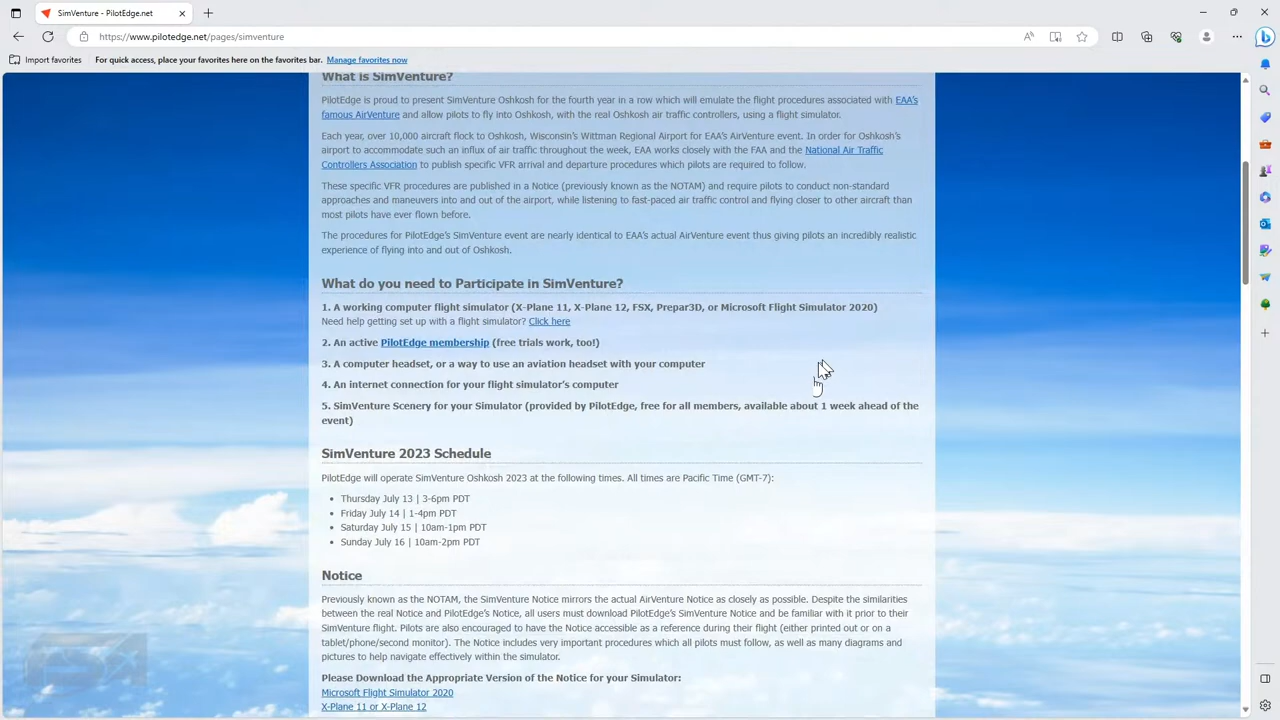 SimVenture - PilotEdge.net
https://www.pilotedge.net/pages/simventure
Import favorites
For quick access, place your favorites here on the favorites bar. Manage favorites now
What is SimVenture?
PilotEdge is proud to present SimVenture Oshkosh for the fourth year in a row which will emulate the flight procedures associated with EAA's
famous AirVenture and allow pilots to fly into Oshkosh, with the real Oshkosh air traffic controllers, using a flight simulator.
Each year, over 10,000 aircraft flock to Oshkosh, Wisconsin's Wittman Regional Airport for EAA's AirVenture event. In order for Oshkosh's
airport to accommodate such an influx of air traffic throughout the week, EAA works closely with the FAA and the National Air Traffic
Controllers Association to publish specific VFR arrival and departure procedures which pilots are required to follow.
These specific VFR procedures are published in a Notice (previously known as the NOTAM) and require pilots to conduct non-standard
approaches and maneuvers into and out of the airport, while listening to fast-paced air traffic control and flying closer to other aircraft than
most pilots have ever flown before.
The procedures for PilotEdge's SimVenture event are nearly identical to EAA's actual AirVenture event thus giving pilots an incredibly realistic
experience of flying into and out of Oshkosh.
What do you need to Participate in SimVenture?
1. A working computer flight simulator (X-Plane 11, X-Plane 12, FSX, Prepar3D, or Microsoft Flight Simulator 2020)
Need help getting set up with a flight simulator? Click here
2. An active PilotEdge membership (free trials work, too!)
3. A computer headset, or a way to use an aviation headset with your computer
4. An internet connection for your flight simulator's computer
5. SimVenture Scenery for your Simulator (provided by PilotEdge, free for all members, available about 1 week ahead of the
event)
SimVenture 2023 Schedule
PilotEdge will operate SimVenture Oshkosh 2023 at the following times. All times are Pacific Time (GMT-7):
• Thursday July 13 | 3-6pm PDT
• Friday July 14 | 1-4pm PDT
• Saturday July 15 | 10am-1pm PDT
• Sunday July 16 | 10am-2pm PDT
Notice
Previously known as the NOTAM, the SimVenture Notice mirrors the actual AirVenture Notice as closely as possible. Despite the similarities
between the real Notice and PilotEdge's Notice, all users must download PilotEdge's SimVenture Notice and be familiar with it prior to their
SimVenture flight. Pilots are also encouraged to have the Notice accessible as a reference during their flight (either printed out or on a
tablet/phone/second monitor). The Notice includes very important procedures which all pilots must follow, as well as many diagrams and
pictures to help navigate effectively within the simulator.
Please Download the Appropriate Version of the Notice for your Simulator:
Microsoft Flight Simulator 2020
X-Plane 11 or X-Plane 12